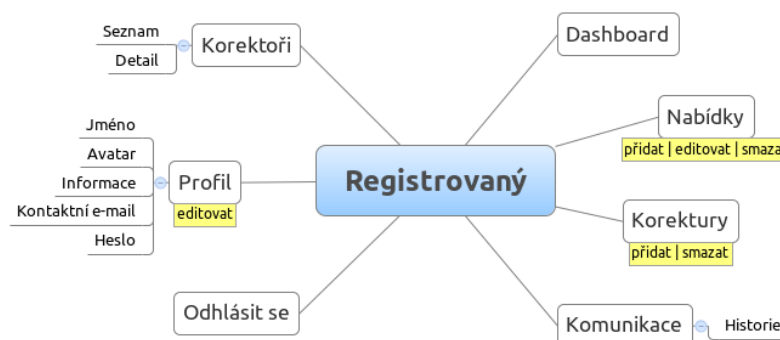 Seznam
Detail
Korektoři
Dashboard
Jméno
Avatar
Informace
Kontaktní e-mail
Heslo
Profil
editovat
Registrovaný
Nabídky
přidat | editovat | smaza
Korektury
přidat | smazat
Odhlásit se
Komunikace
Historie